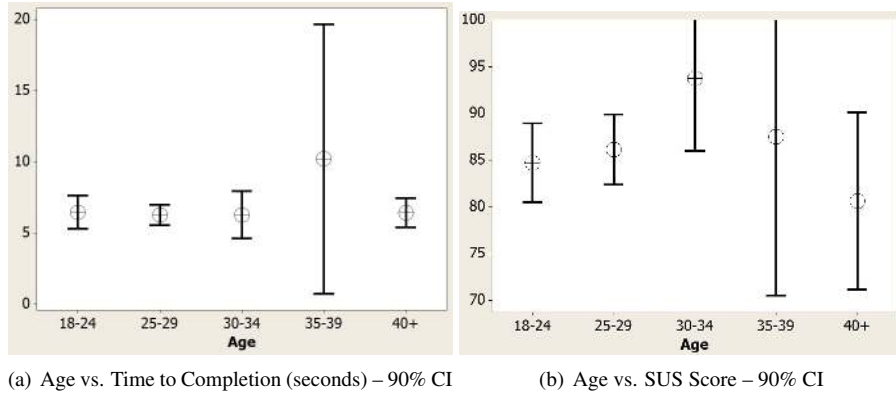 20
15
10
5
0
18-24 25-29 30-34 35-39 40+
Age
100
95
90
85
80
75
70
18-24 25-29 30-34 35-39 40+
Age
(a) Age vs. Time to Completion (seconds) – 90% CI
(b) Age vs. SUS Score – 90% CI